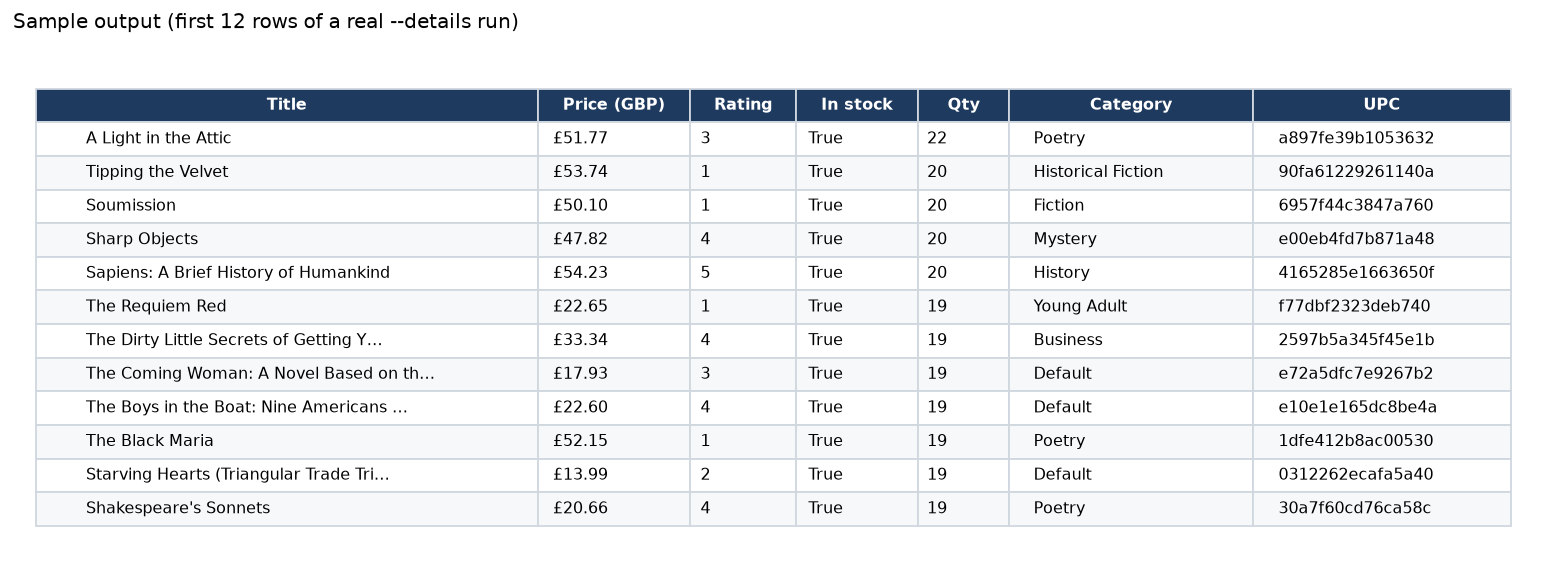 Sample output (first 12 rows of a real --details run)
Title Price (GBP) Rating In stock Qty Category UPC
A Light in the Attic £51.77 3 True 22 Poetry a897fe39b1053632
Tipping the Velvet £53.74 1 True 20 Historical Fiction 90fa61229261140a
Soumission £50.10 1 True 20 Fiction 6957f44c3847a760
Sharp Objects £47.82 4 True 20 Mystery e00eb4fd7b871a48
Sapiens: A Brief History of Humankind £54.23 5 True 20 History 4165285e1663650f
The Requiem Red £22.65 1 True 19 Young Adult f77dbf2323deb740
The Dirty Little Secrets of Getting Y… £33.34 4 True 19 Business 2597b5a345f45e1b
The Coming Woman: A Novel Based on th… £17.93 3 True 19 Default e72a5dfc7e9267b2
The Boys in the Boat: Nine Americans … £22.60 4 True 19 Default e10e1e165dc8be4a
The Black Maria £52.15 1 True 19 Poetry 1dfe412b8ac00530
Starving Hearts (Triangular Trade Tri… £13.99 2 True 19 Default 0312262ecafa5a40
Shakespeare's Sonnets £20.66 4 True 19 Poetry 30a7f60cd76ca58c